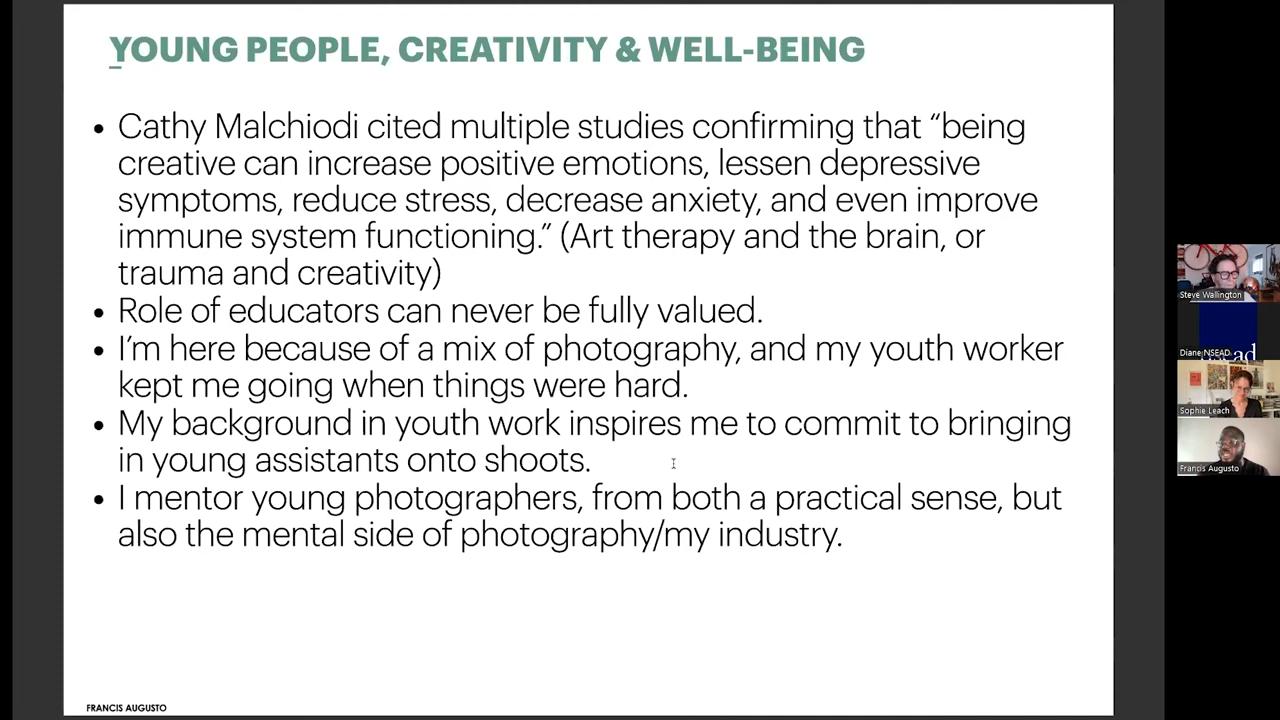 YOUNG PEOPLE, CREATIVITY & WELL-BEING
• Cathy Malchiodi cited multiple studies confirming that “being
creative can increase positive emotions, lessen depressive
symptoms, reduce stress, decrease anxiety, and even improve
immune system functioning.” (Art therapy and the brain, or
trauma and creativity)
• Role of educators can never be fully valued.
• I’m here because of a mix of photography, and my youth worker
kept me going when things were hard.
• My background in youth work inspires me to commit to bringing
in young assistants onto shoots.
• I mentor young photographers, from both a practical sense, but
also the mental side of photography/my industry.
FRANCIS AUGUSTO
Steve Wallington
Diane NSEAD
Sophie Leach
Francis Augusto